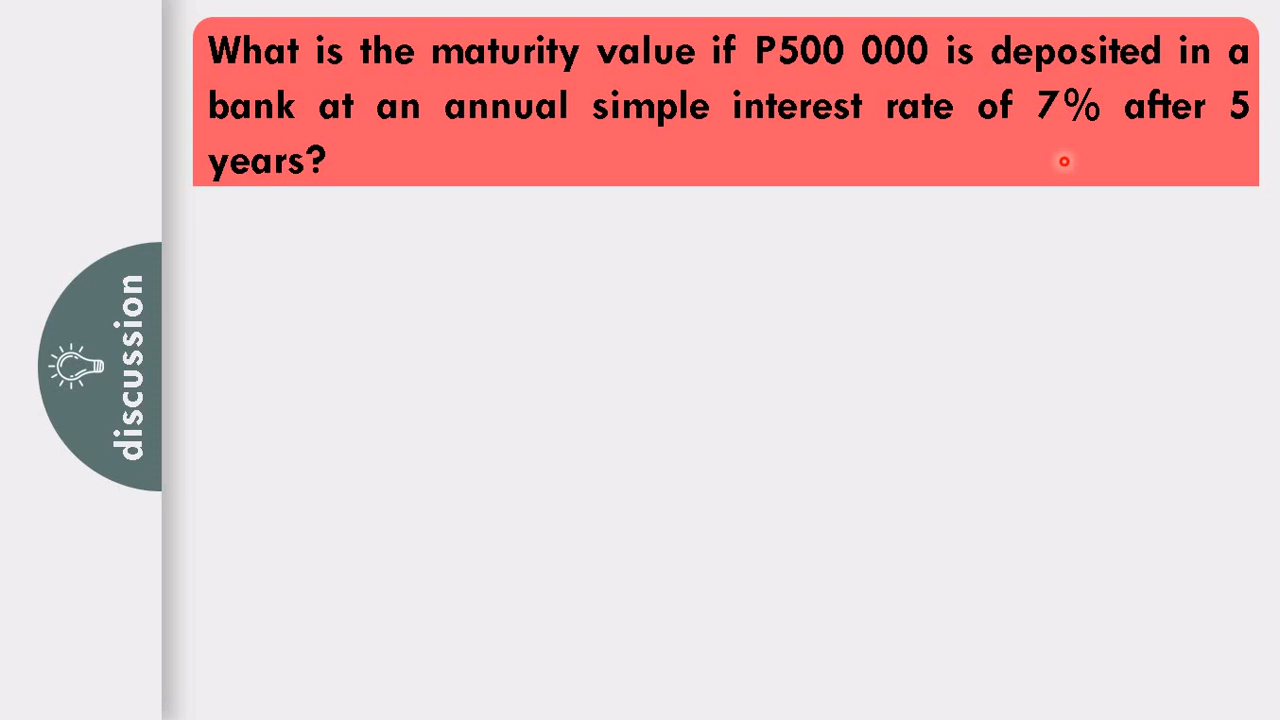 What is the maturity value if P500 000 is deposited in a
bank at an annual simple interest rate of 7% after 5
years?
discussion